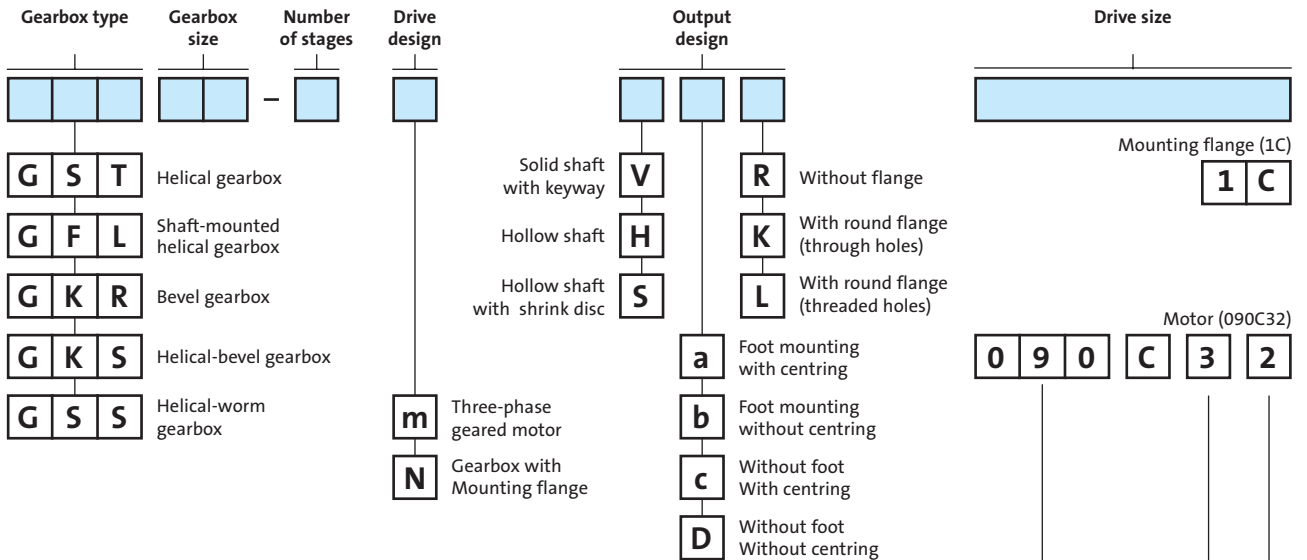 Gearbox type
Gearbox
size
Number
of stages
Drive
design
Output
design
Drive size
–
G S T
Helical gearbox
G F L
Shaft-mounted
helical gearbox
G K R
Bevel gearbox
G K S
Helical-bevel gearbox
G S S
Helical-worm
gearbox
m
Three-phase
geared motor
N
Gearbox with
Mounting flange
Solid shaft
with keyway
V
Hollow shaft
H
Hollow shaft
with shrink disc
S
R
Without flange
K
With round flange
(through holes)
L
With round flange
(threaded holes)
a
Foot mounting
with centring
b
Foot mounting
without centring
c
Without foot
With centring
D
Without foot
Without centring
Mounting flange (1C)
1 C
Motor (090C32)
0 9 0 C 3 2